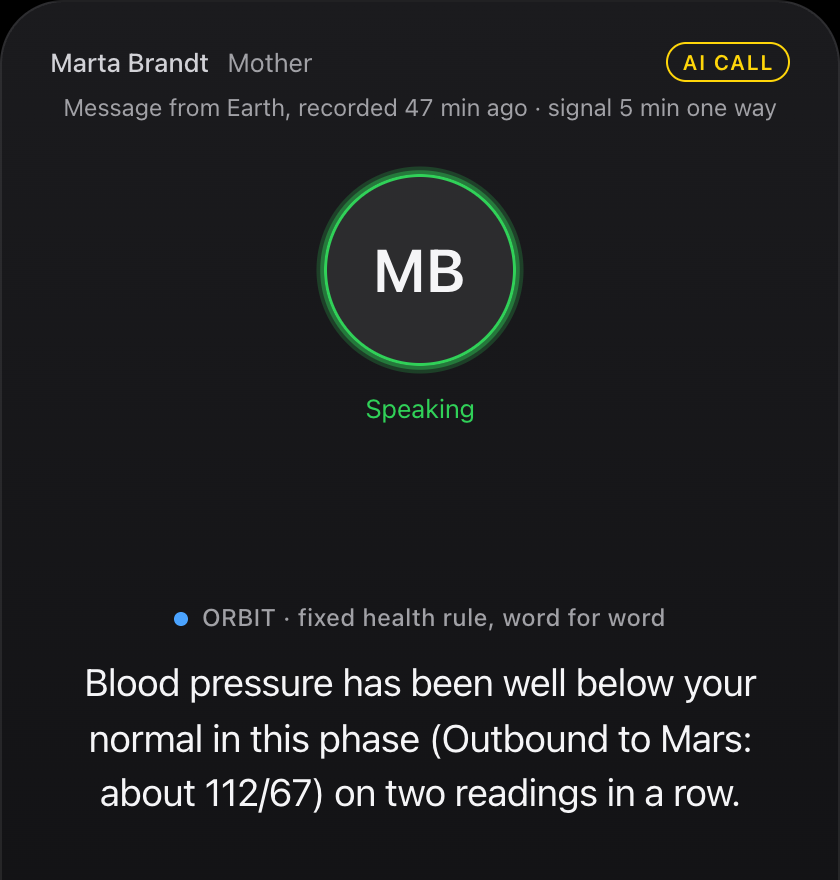 Marta Brandt Mother
AI CALL
Message from Earth, recorded 47 min ago · signal 5 min one way
MB
Speaking
ORBIT · fixed health rule, word for word
Blood pressure has been well below your
normal in this phase (Outbound to Mars:
about 112/67) on two readings in a row.